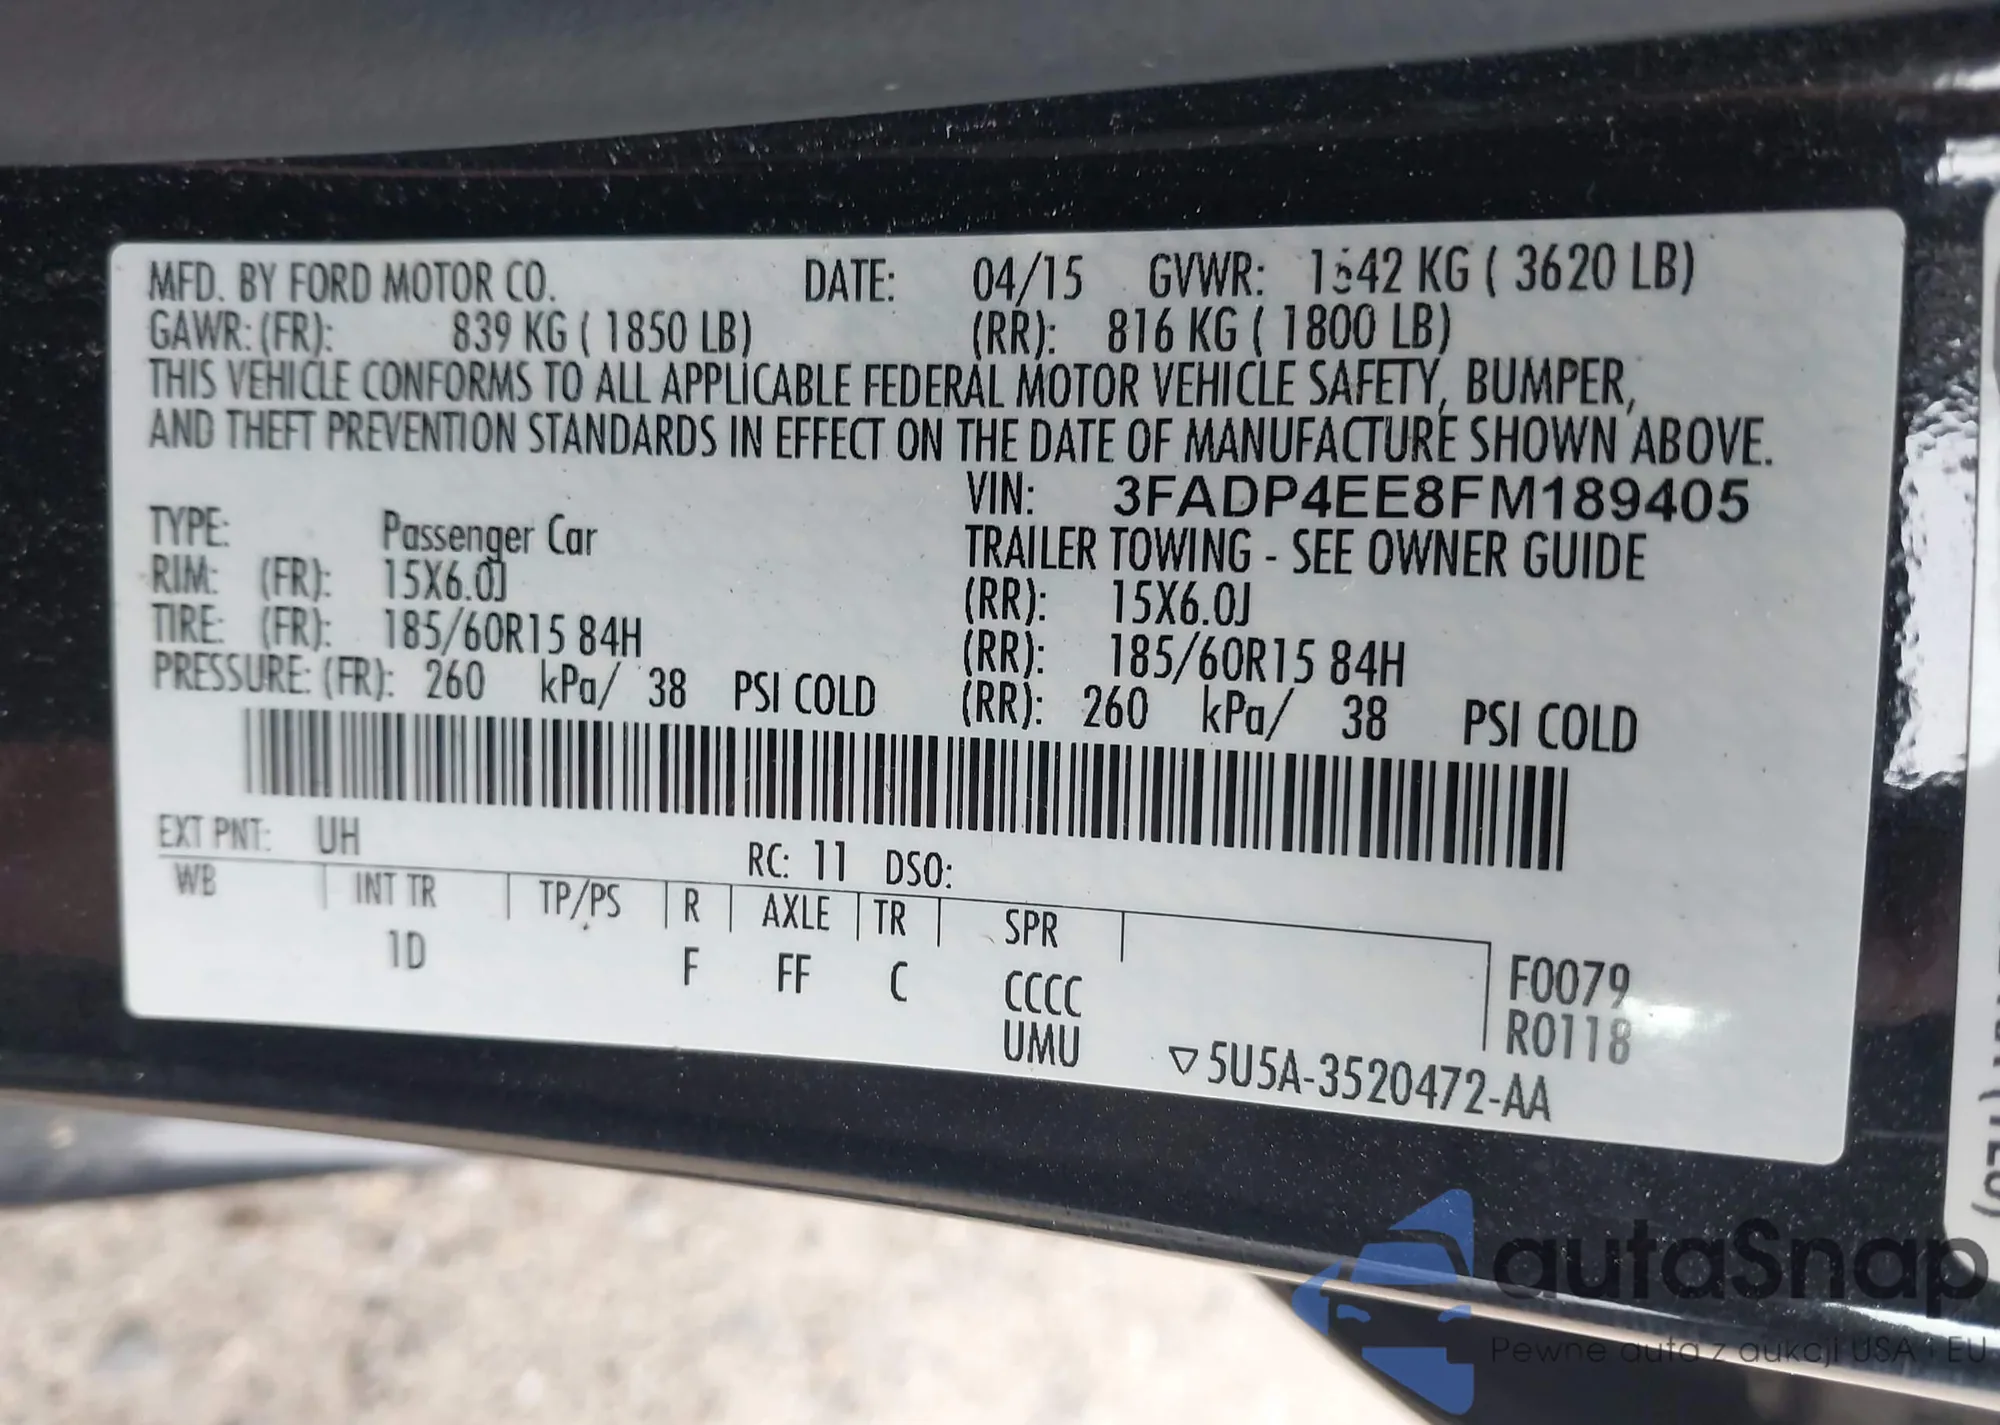 MFD. BY FORD MOTOR CO. DATE: 04/15 GVWR: 1642 KG ( 3620 LB)
GAWR: (FR): 839 KG ( 1850 LB) (RR): 816 KG ( 1800 LB)
THIS VEHICLE CONFORMS TO ALL APPLICABLE FEDERAL MOTOR VEHICLE SAFETY, BUMPER,
AND THEFT PREVENTION STANDARDS IN EFFECT ON THE DATE OF MANUFACTURE SHOWN ABOVE.
VIN: 3FADP4EE8FM189405
TYPE: Passenger Car TRAILER TOWING - SEE OWNER GUIDE
RIM: (FR): 15X6.0J (RR): 15X6.0J
TIRE: (FR): 185/60R15 84H (RR): 185/60R15 84H
PRESSURE: (FR): 260 kPa/ 38 PSI COLD (RR): 260 kPa/ 38 PSI COLD
EXT PNT: UH RC: 11 DSO:
WB INT TR TP/PS R AXLE TR SPR
1D F FF C CCCC F0079
UMU R0118
▽5U5A-3520472-AA
autaSnap
Pewne auta z aukcji USA i EU